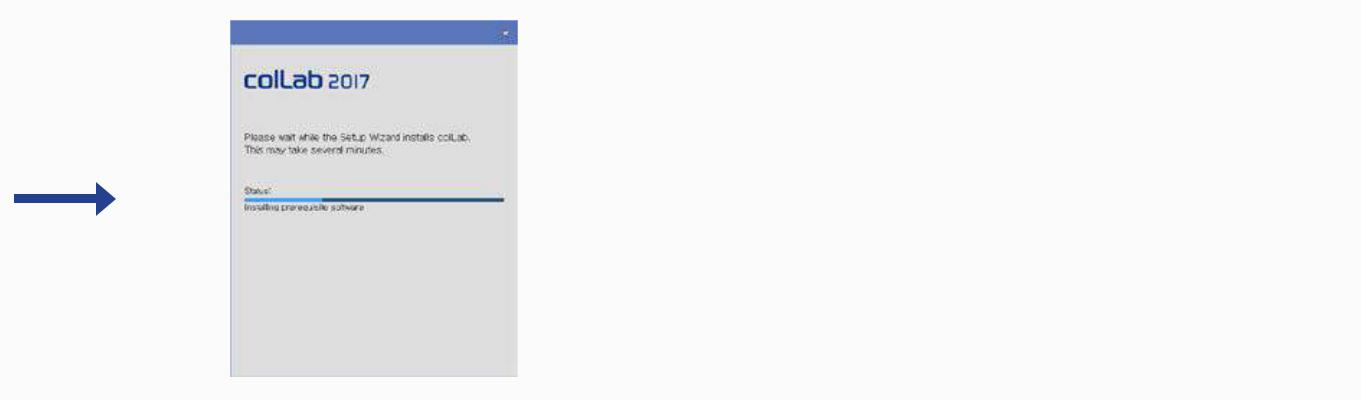 colLab 2017
Please wait while the Setup Wizard installs colLab.
This may take several minutes.
Status:
Installing prerequisite software